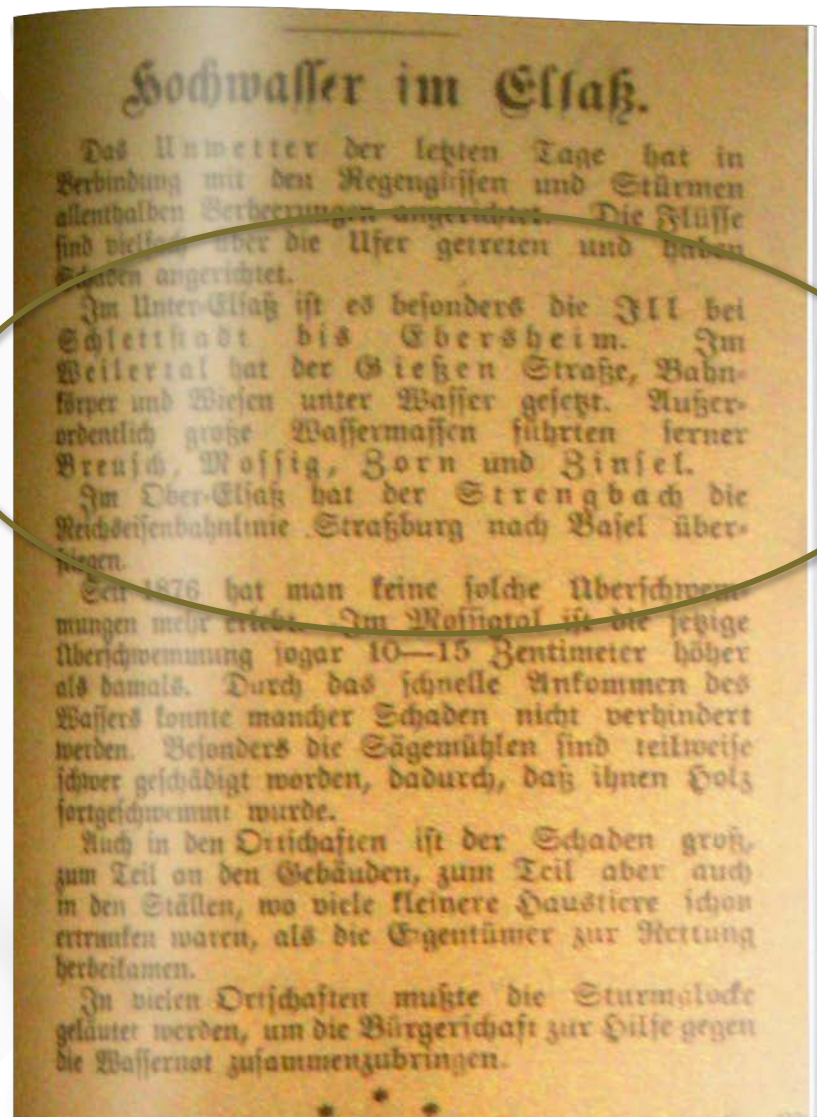 Hochwasser im Elsaß.
Das Unwetter der letzten Tage hat in
Verbindung mit den Regengüssen und Stürmen
allenthalben Verheerungen angerichtet. Die Flüsse
sind vielfach über die Ufer getreten und haben
Schaden angerichtet.
Im Unter-Elsaß ist es besonders die Ill bei
Schlettstadt bis Ebersheim. Im
Weilertal hat der Gießen Straße, Bahn-
körper und Wiesen unter Wasser gesetzt. Außer-
ordentlich große Wassermassen führten ferner
Breusch, Mossig, Zorn und Zinsel.
Im Ober-Elsaß hat der Strengbach die
Reichseisenbahnlinie Straßburg nach Basel über-
stiegen.
Seit 1876 hat man keine solche Überschwem-
mungen mehr erlebt. Im Mossigtal ist die jetzige
Überschwemmung sogar 10—15 Zentimeter höher
als damals. Durch das schnelle Ankommen des
Wassers konnte mancher Schaden nicht verhindert
werden. Besonders die Sägemühlen sind teilweise
schwer geschädigt worden, dadurch, daß ihnen Holz
fortgeschwemmt wurde.
Auch in den Ortschaften ist der Schaden groß,
zum Teil an den Gebäuden, zum Teil aber auch
in den Ställen, wo viele kleinere Haustiere schon
ertrunken waren, als die Eigentümer zur Rettung
herbeikamen.
In vielen Ortschaften mußte die Sturmglocke
geläutet werden, um die Bürgerschaft zur Hilfe gegen
die Wassernot zusammenzubringen.